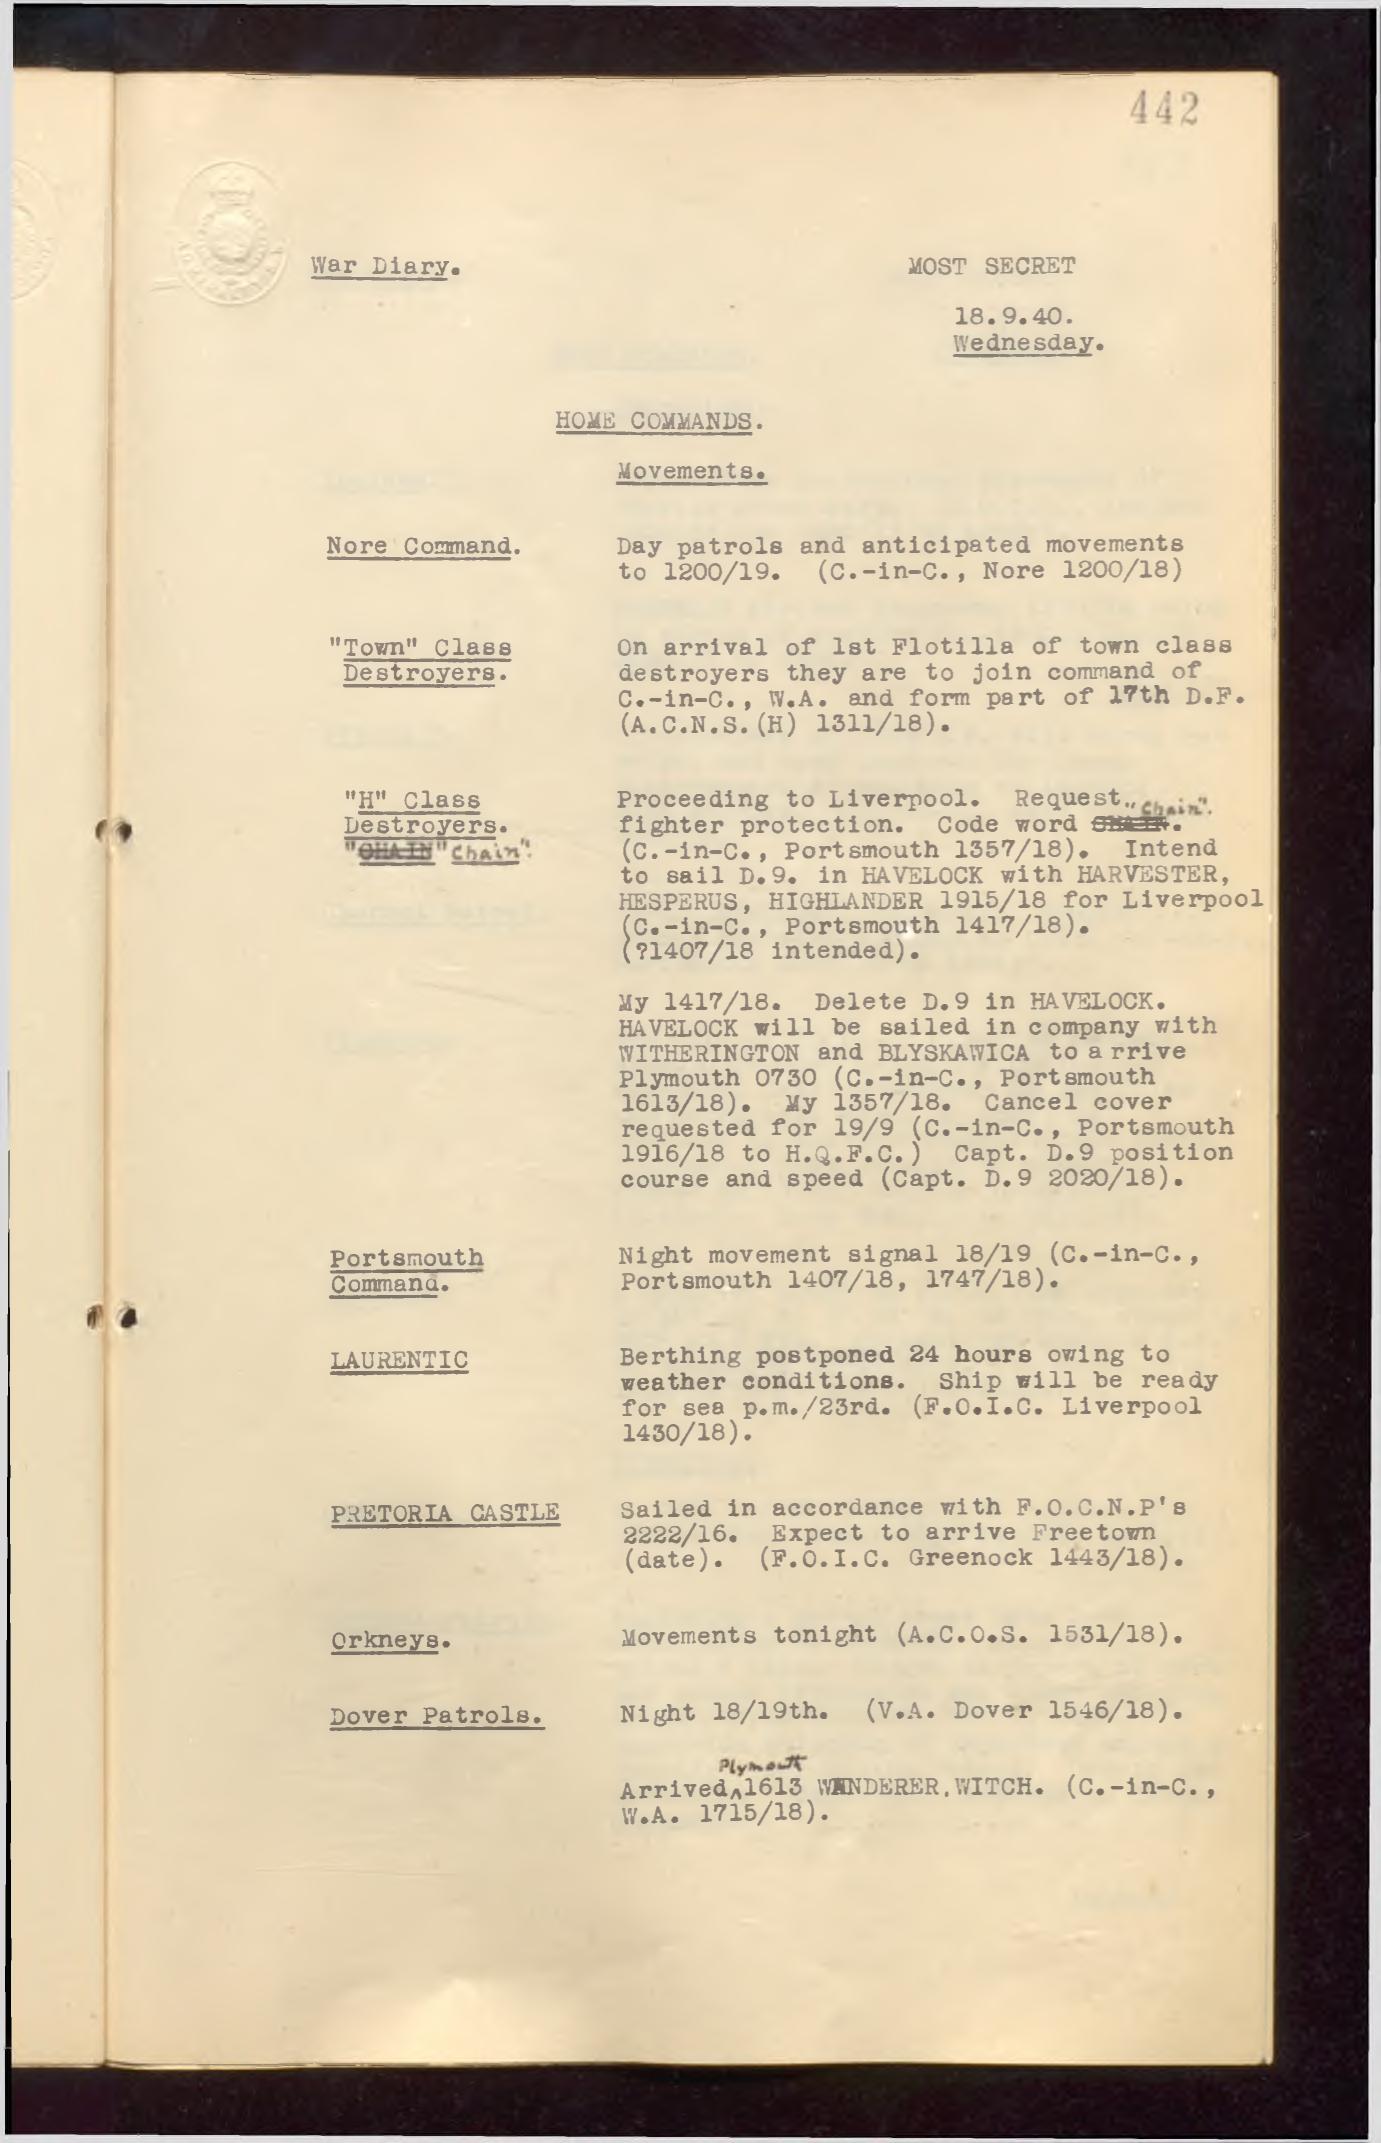 442
War Diary.
MOST SECRET
18.9.40.
Wednesday.
HOME COMMANDS.
Movements.
Nore Command.
Day patrols and anticipated movements
to 1200/19. (C.-in-C., Nore 1200/18)
"Town" Class
Destroyers.
On arrival of 1st Flotilla of town class
destroyers they are to join command of
C.-in-C., W.A. and form part of 17th D.F.
(A.C.N.S.(H) 1311/18).
"H" Class
Destroyers.
"CHAIN" "Chain".
Proceeding to Liverpool. Request
fighter protection. Code word CHAIN. "Chain".
(C.-in-C., Portsmouth 1357/18). Intend
to sail D.9. in HAVELOCK with HARVESTER,
HESPERUS, HIGHLANDER 1915/18 for Liverpool
(C.-in-C., Portsmouth 1417/18).
(?1407/18 intended).
My 1417/18. Delete D.9 in HAVELOCK.
HAVELOCK will be sailed in company with
WITHERINGTON and BLYSKAWICA to arrive
Plymouth 0730 (C.-in-C., Portsmouth
1613/18). My 1357/18. Cancel cover
requested for 19/9 (C.-in-C., Portsmouth
1916/18 to H.Q.F.C.) Capt. D.9 position
course and speed (Capt. D.9 2020/18).
Portsmouth
Command.
Night movement signal 18/19 (C.-in-C.,
Portsmouth 1407/18, 1747/18).
LAURENTIC
Berthing postponed 24 hours owing to
weather conditions. Ship will be ready
for sea p.m./23rd. (F.O.I.C. Liverpool
1430/18).
PRETORIA CASTLE
Sailed in accordance with F.O.C.N.P's
2222/16. Expect to arrive Freetown
(date). (F.O.I.C. Greenock 1443/18).
Orkneys.
Movements tonight (A.C.O.S. 1531/18).
Dover Patrols.
Night 18/19th. (V.A. Dover 1546/18).
Plymouth
Arrived 1613 WANDERER, WITCH. (C.-in-C.,
W.A. 1715/18).